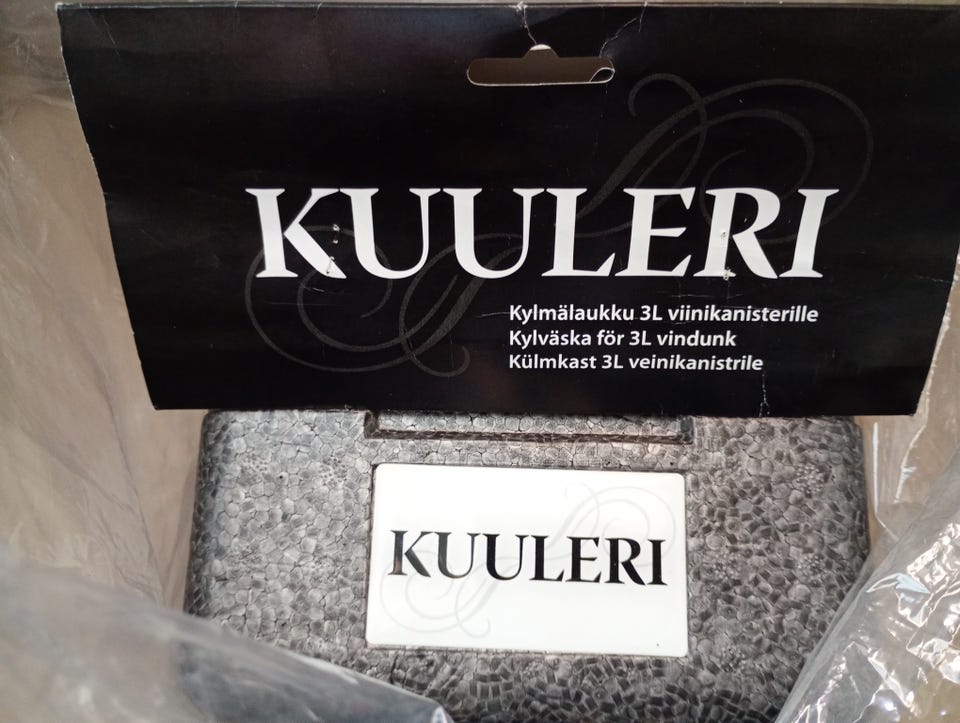 KUULERI
Kylmälaukku 3L viinikanisterille
Kylväska för 3L vindunk
Külmkast 3L veinikanistrile
KUULERI